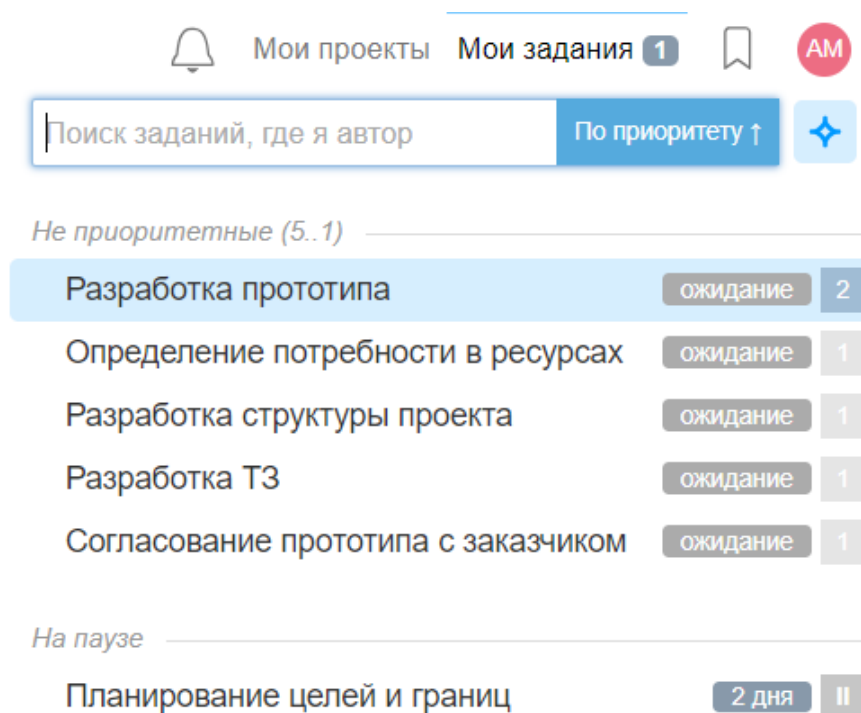 Мои проекты Мои задания 1 АМ
Поиск заданий, где я автор По приоритету ↑
Не приоритетные (5..1)
Разработка прототипа ожидание 2
Определение потребности в ресурсах ожидание 1
Разработка структуры проекта ожидание 1
Разработка ТЗ ожидание 1
Согласование прототипа с заказчиком ожидание 1
На паузе
Планирование целей и границ 2 дня